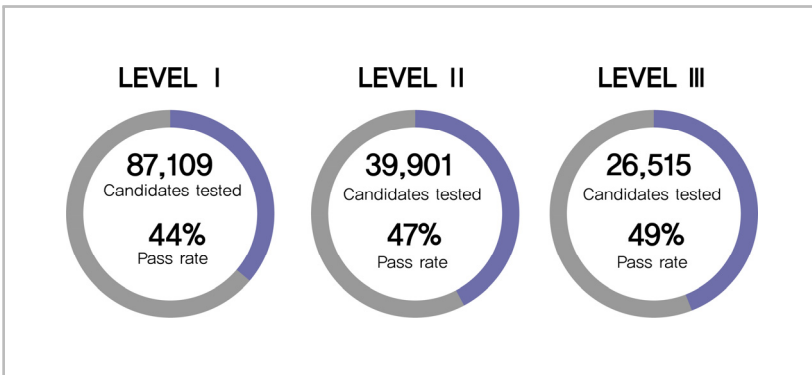 LEVEL I
87,109
Candidates tested
44%
Pass rate
LEVEL II
39,901
Candidates tested
47%
Pass rate
LEVEL III
26,515
Candidates tested
49%
Pass rate